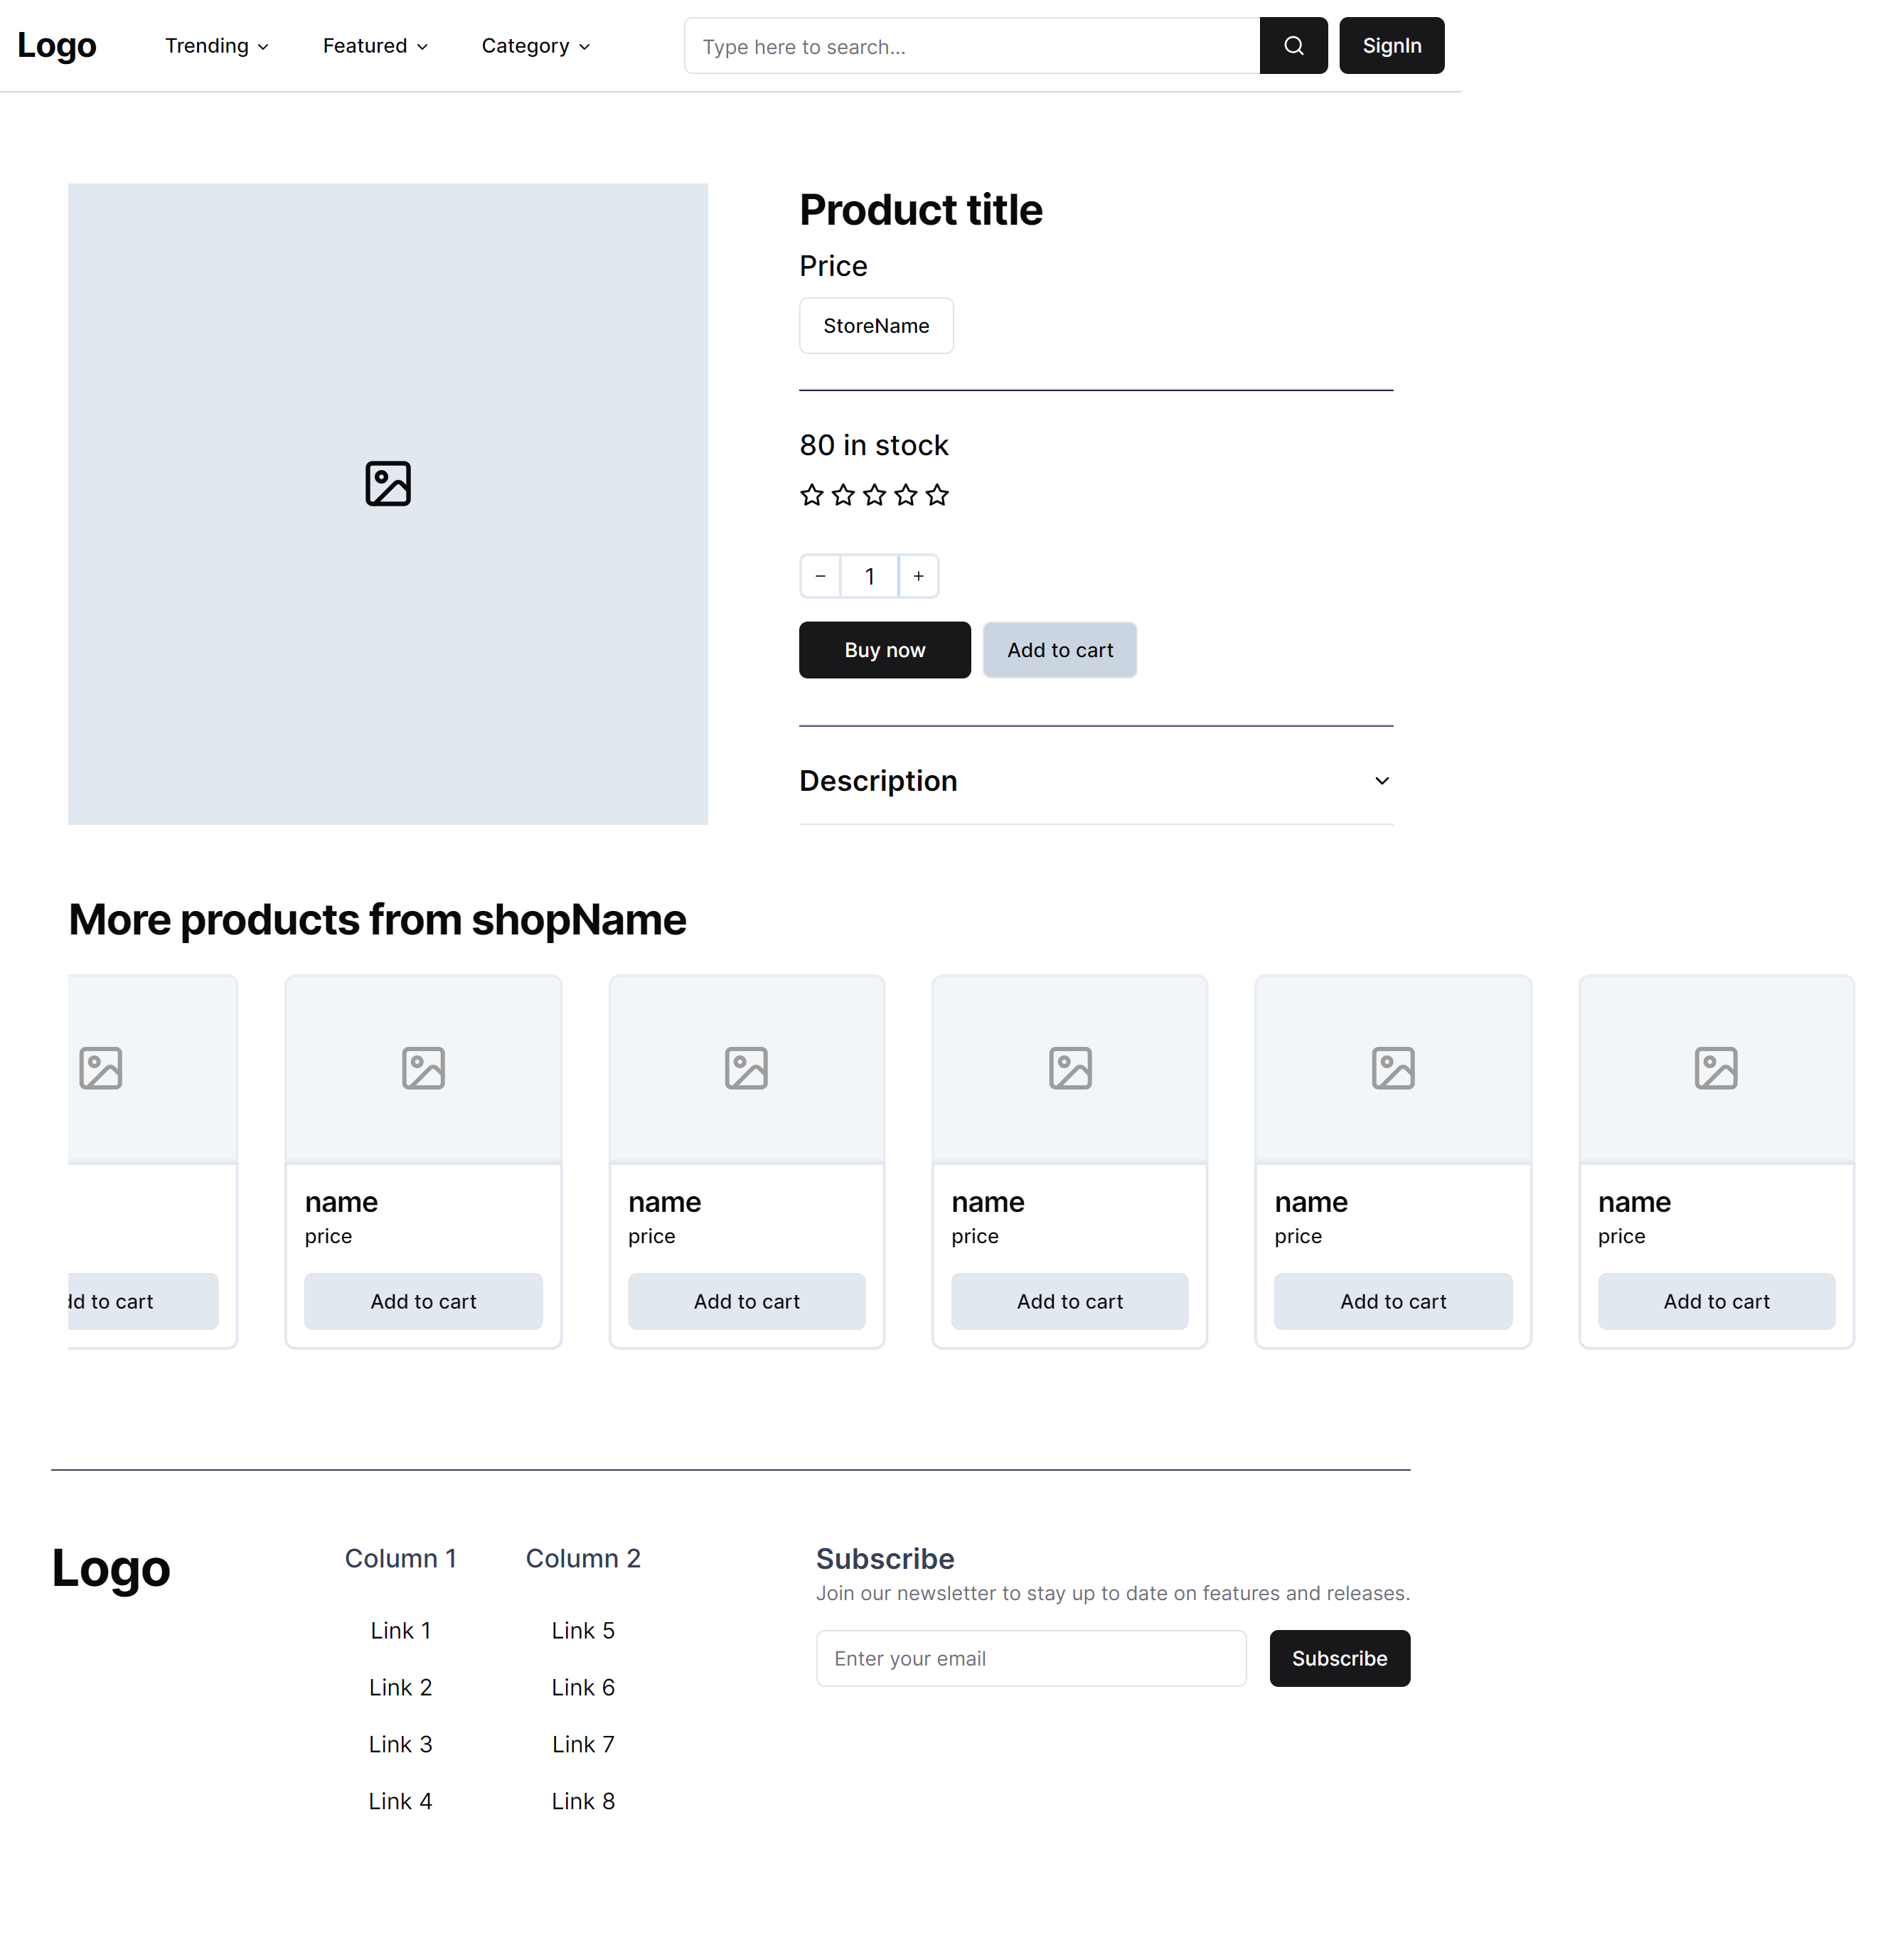 Logo
Trending
Featured
Category
Type here to search...
SignIn
Product title
Price
StoreName
80 in stock
1
Buy now
Add to cart
Description
More products from shopName
name
name
name
name
name
price
price
price
price
price
dd to cart
Add to cart
Add to cart
Add to cart
Add to cart
Add to cart
Logo
Column 1
Link 1
Link 2
Link 3
Link 4
Column 2
Link 5
Link 6
Link 7
Link 8
Subscribe
Join our newsletter to stay up to date on features and releases.
Enter your email
Subscribe